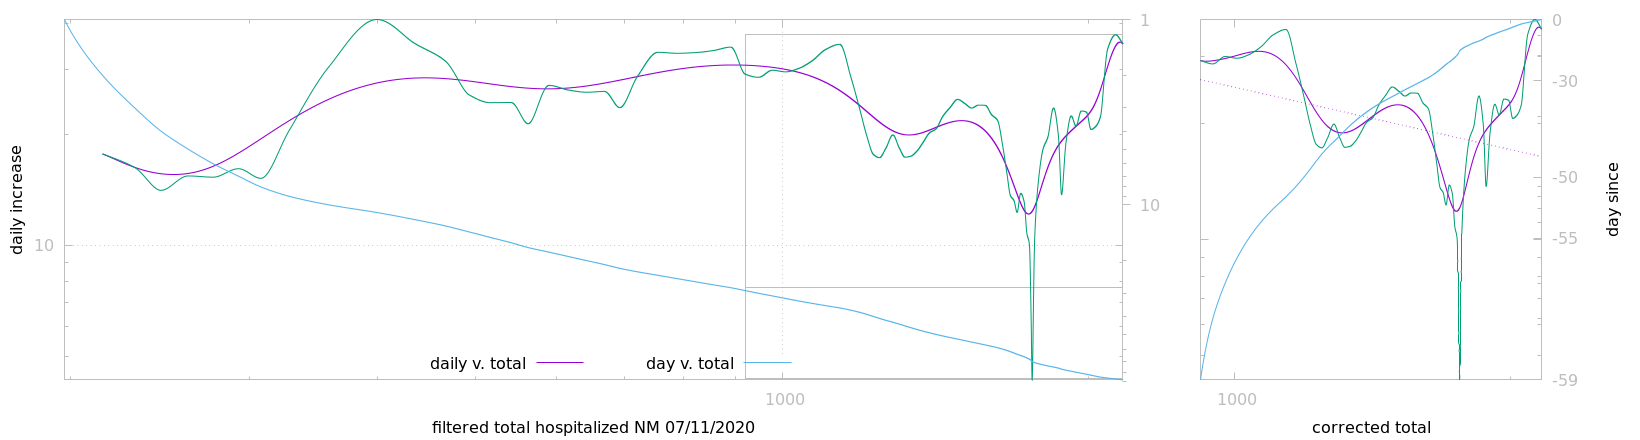 daily increase
10
daily v. total
day v. total
1000
filtered total hospitalized NM 07/11/2020
1
10
1000
corrected total
0
-30
-50
-55
-59
day since